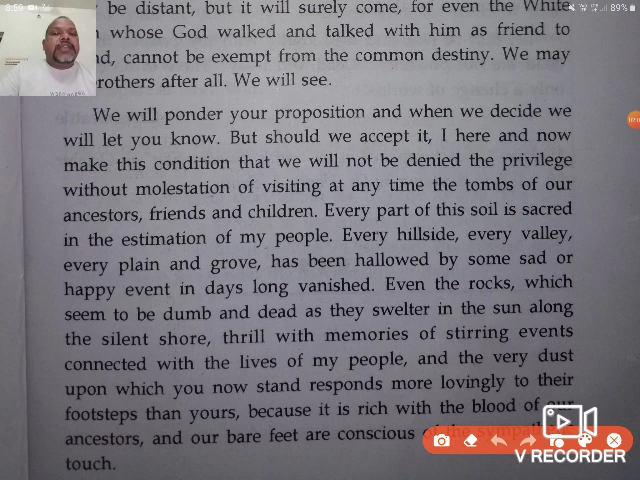 8:59
89%
be distant, but it will surely come, for even the White
whose God walked and talked with him as friend to
cannot be exempt from the common destiny. We may
rothers after all. We will see.
We will ponder your proposition and when we decide we
will let you know. But should we accept it, I here and now
make this condition that we will not be denied the privilege
without molestation of visiting at any time the tombs of our
ancestors, friends and children. Every part of this soil is sacred
in the estimation of my people. Every hillside, every valley,
every plain and grove, has been hallowed by some sad or
happy event in days long vanished. Even the rocks, which
seem to be dumb and dead as they swelter in the sun along
the silent shore, thrill with memories of stirring events
connected with the lives of my people, and the very dust
upon which you now stand responds more lovingly to their
footsteps than yours, because it is rich with the blood of our
ancestors, and our bare feet are conscious of the
touch.
V RECORDER